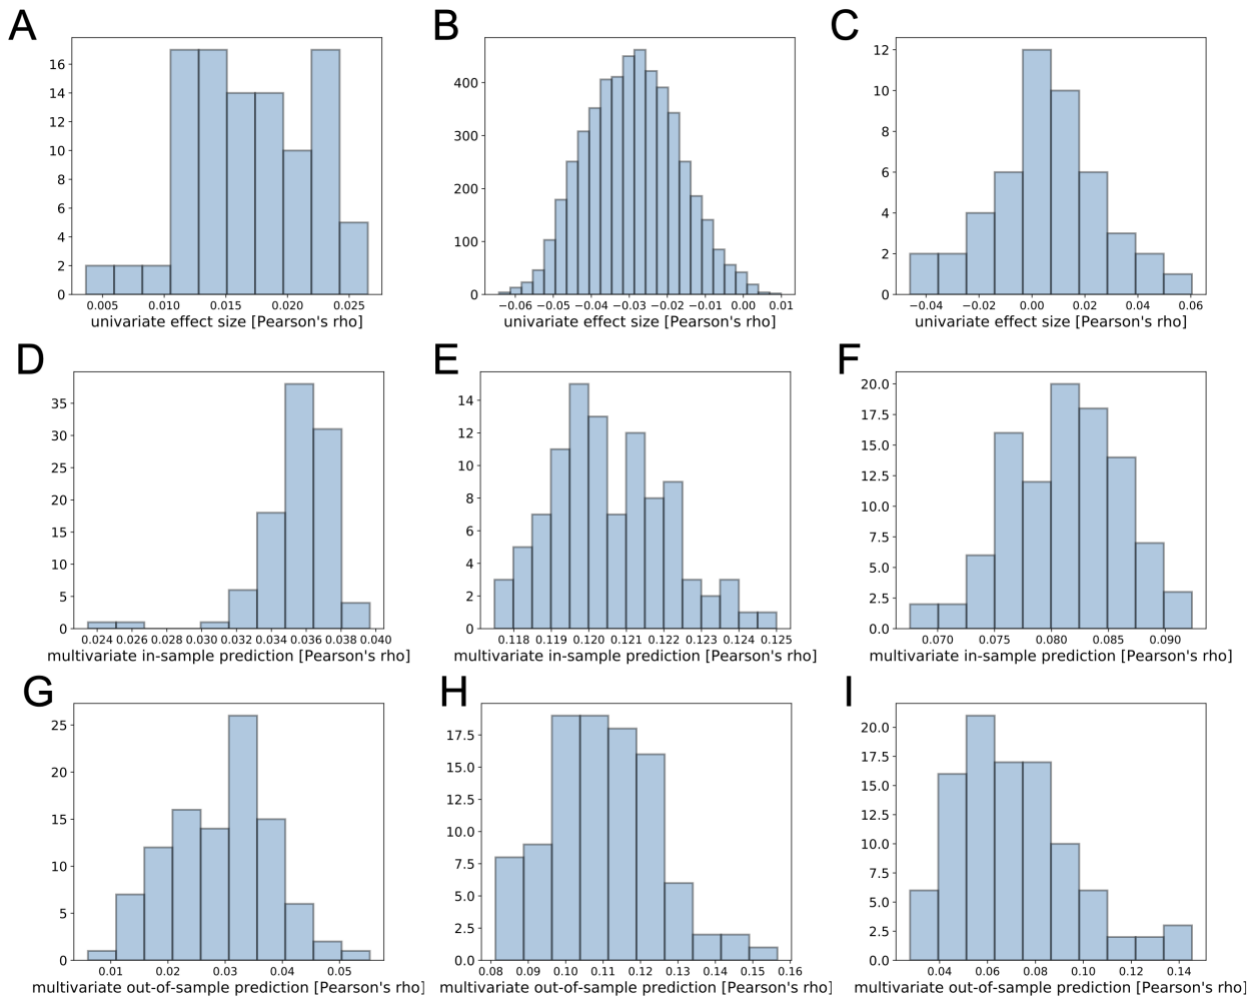 A
16
14
12
10
8
6
4
2
0
0.005 0.010 0.015 0.020 0.025
univariate effect size [Pearson's rho]
B
400
300
200
100
0
−0.06 −0.05 −0.04 −0.03 −0.02 −0.01 0.00 0.01
univariate effect size [Pearson's rho]
C
12
10
8
6
4
2
0
−0.04 −0.02 0.00 0.02 0.04 0.06
univariate effect size [Pearson's rho]
D
35
30
25
20
15
10
5
0
0.024 0.026 0.028 0.030 0.032 0.034 0.036 0.038 0.040
multivariate in-sample prediction [Pearson's rho]
E
14
12
10
8
6
4
2
0
0.118 0.119 0.120 0.121 0.122 0.123 0.124 0.125
multivariate in-sample prediction [Pearson's rho]
F
20.0
17.5
15.0
12.5
10.0
7.5
5.0
2.5
0.0
0.070 0.075 0.080 0.085 0.090
multivariate in-sample prediction [Pearson's rho]
G
25
20
15
10
5
0
0.01 0.02 0.03 0.04 0.05
multivariate out-of-sample prediction [Pearson's rho]
H
17.5
15.0
12.5
10.0
7.5
5.0
2.5
0.0
0.08 0.09 0.10 0.11 0.12 0.13 0.14 0.15 0.16
multivariate out-of-sample prediction [Pearson's rho]
I
20.0
17.5
15.0
12.5
10.0
7.5
5.0
2.5
0.0
0.04 0.06 0.08 0.10 0.12 0.14
multivariate out-of-sample prediction [Pearson's rho]